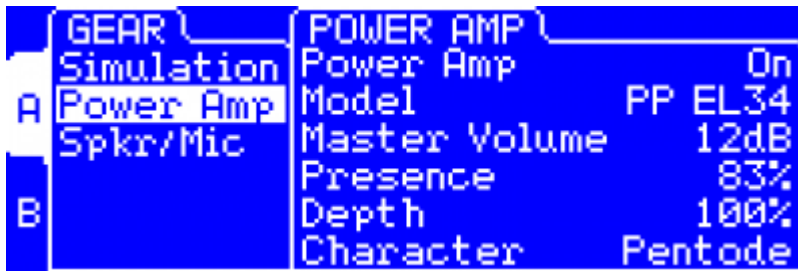 GEAR
Simulation
Power Amp
Spkr/Mic
A
B
POWER AMP
Power Amp On
Model PP EL34
Master Volume 12dB
Presence 83%
Depth 100%
Character Pentode